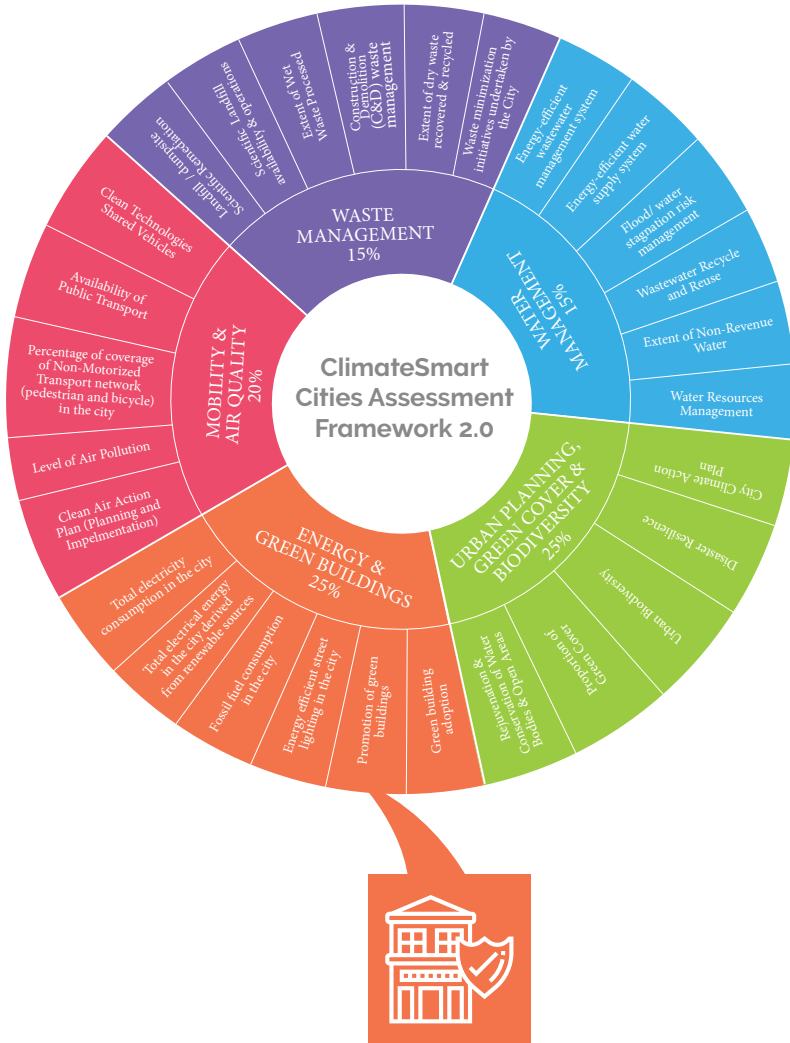 ClimateSmart
Cities Assessment
Framework 2.0
WASTE
MANAGEMENT
15%
Landfill /dumpsite
Scientific Remediation
Scientific Landfill
availability & operations
Extent of Wet
Waste Processed
Construction &
Demolition
(C&D) waste
management
Extent of dry waste
recovered & recycled
Waste minimization
initiatives undertaken by
the City
WATER
MANAGEMENT
15%
Energy-efficient
wastewater
management system
Energy-efficient water
supply system
Flood/ water
stagnation risk
management
Wastewater Recycle
and Reuse
Extent of Non-Revenue
Water
Water Resources
Management
URBAN PLANNING,
GREEN COVER &
BIODIVERSITY
25%
City Climate Action
Plan
Disaster Resilience
Urban Biodiversity
Proportion of
Green Cover
Rejuvenation &
Conservation of Water
Bodies & Open Areas
ENERGY &
GREEN BUILDINGS
25%
Green building
adoption
Promotion of green
buildings
Energy efficient street
lighting in the city
Fossil fuel consumption
in the city
Total electrical energy
in the city derived
from renewable sources
Total electricity
consumption in the city
MOBILITY &
AIR QUALITY
20%
Clean Air Action
Plan (Planning and
Impelmentation)
Level of Air Pollution
Percentage of coverage
of Non-Motorized
Transport network
(pedestrian and bicycle)
in the city
Availability of
Public Transport
Clean Technologies
Shared Vehicles